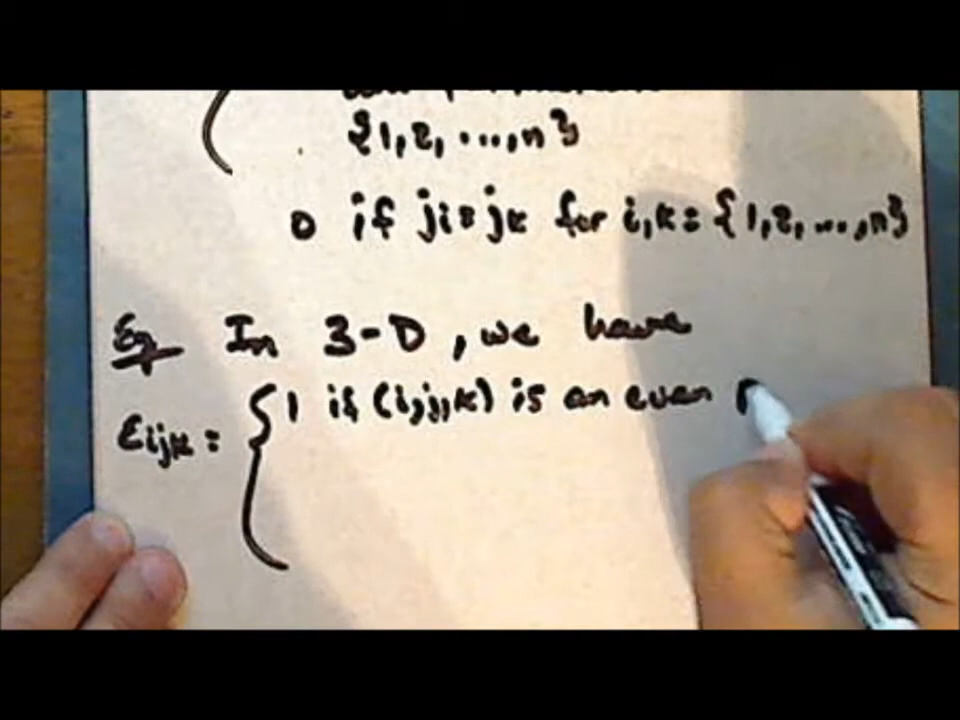 {1,2,...,n}
0 if ji = jk for i,k = {1,2,...,n}
Eg In 3-D, we have
εijk = { 1 if (i,j,k) is an even